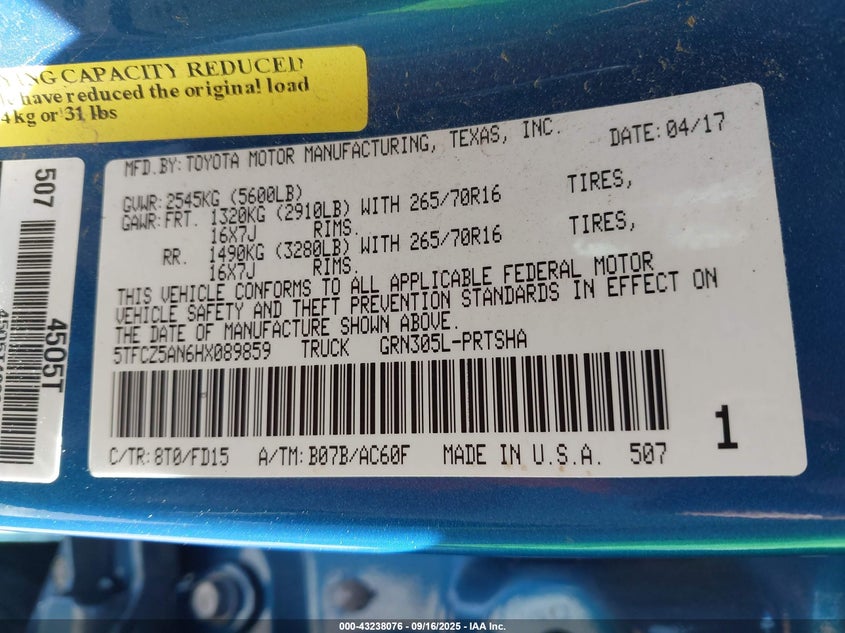 YING CAPACITY REDUCED
have reduced the original load
4kg or 31 lbs
507
4505T
MFD.BY:TOYOTA MOTOR MANUFACTURING, TEXAS, INC. DATE:04/17
GVWR:2545KG (5600LB)
GAWR:FRT. 1320KG (2910LB) WITH 265/70R16 TIRES,
16X7J RIMS.
RR. 1490KG (3280LB) WITH 265/70R16 TIRES,
16X7J RIMS.
THIS VEHICLE CONFORMS TO ALL APPLICABLE FEDERAL MOTOR
VEHICLE SAFETY AND THEFT PREVENTION STANDARDS IN EFFECT ON
THE DATE OF MANUFACTURE SHOWN ABOVE.
5TFCZ5AN6HX089859 TRUCK GRN305L-PRTSHA
C/TR:8T0/FD15 A/TM:B07B/AC60F MADE IN U.S.A. 507
1
000-43238076 - 09/16/2025 - IAA Inc.